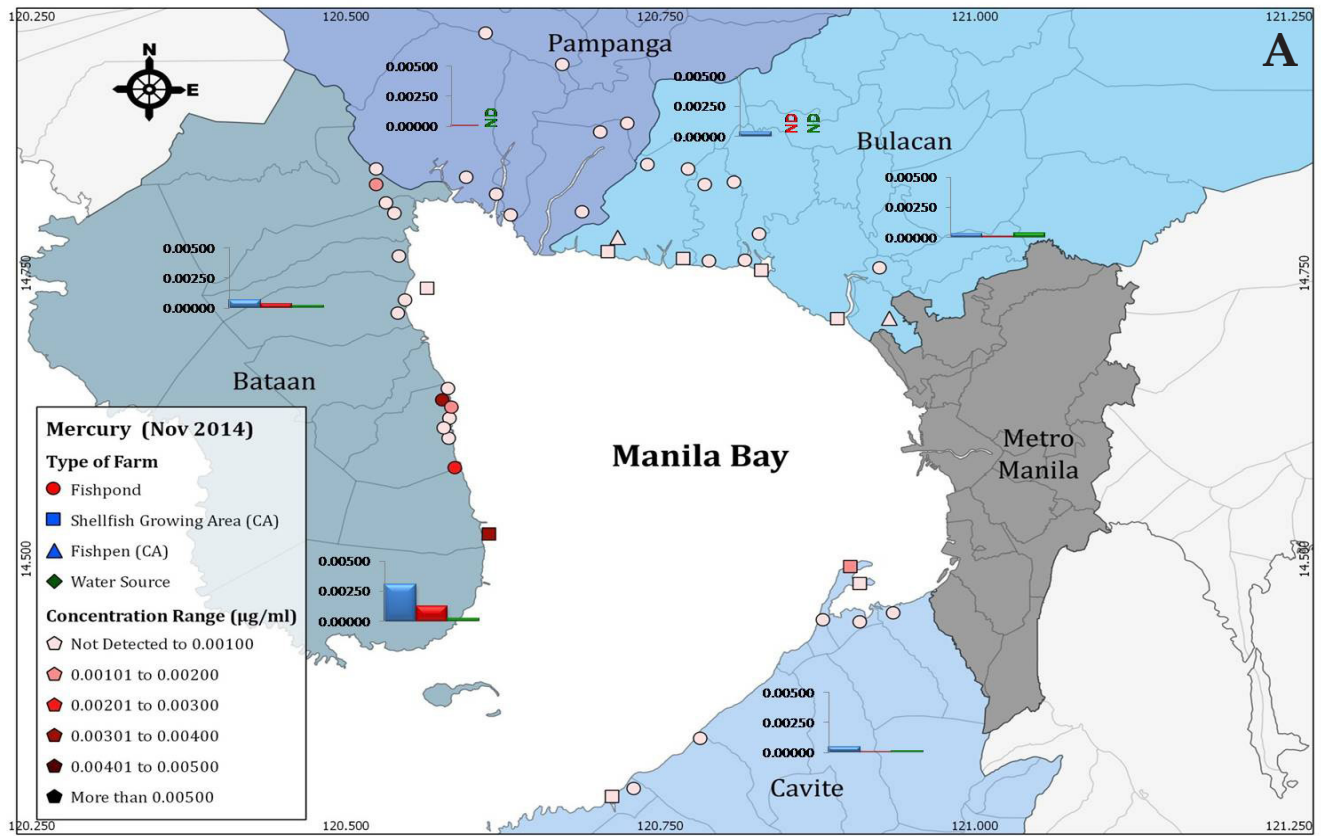 120.250
120.500
120.750
121.000
121.250
A
N
E
Pampanga
0.00500
0.00250
0.00000
ND
0.00500
0.00250
0.00000
ND
ND
Bulacan
0.00500
0.00250
0.00000
0.00500
0.00250
0.00000
14.750
14.750
Bataan
Manila Bay
Metro
Manila
Mercury (Nov 2014)
Type of Farm
Fishpond
Shellfish Growing Area (CA)
Fishpen (CA)
Water Source
Concentration Range (µg/ml)
Not Detected to 0.00100
0.00101 to 0.00200
0.00201 to 0.00300
0.00301 to 0.00400
0.00401 to 0.00500
More than 0.00500
14.500
14.500
0.00500
0.00250
0.00000
0.00500
0.00250
0.00000
Cavite
120.250
120.500
120.750
121.000
121.250